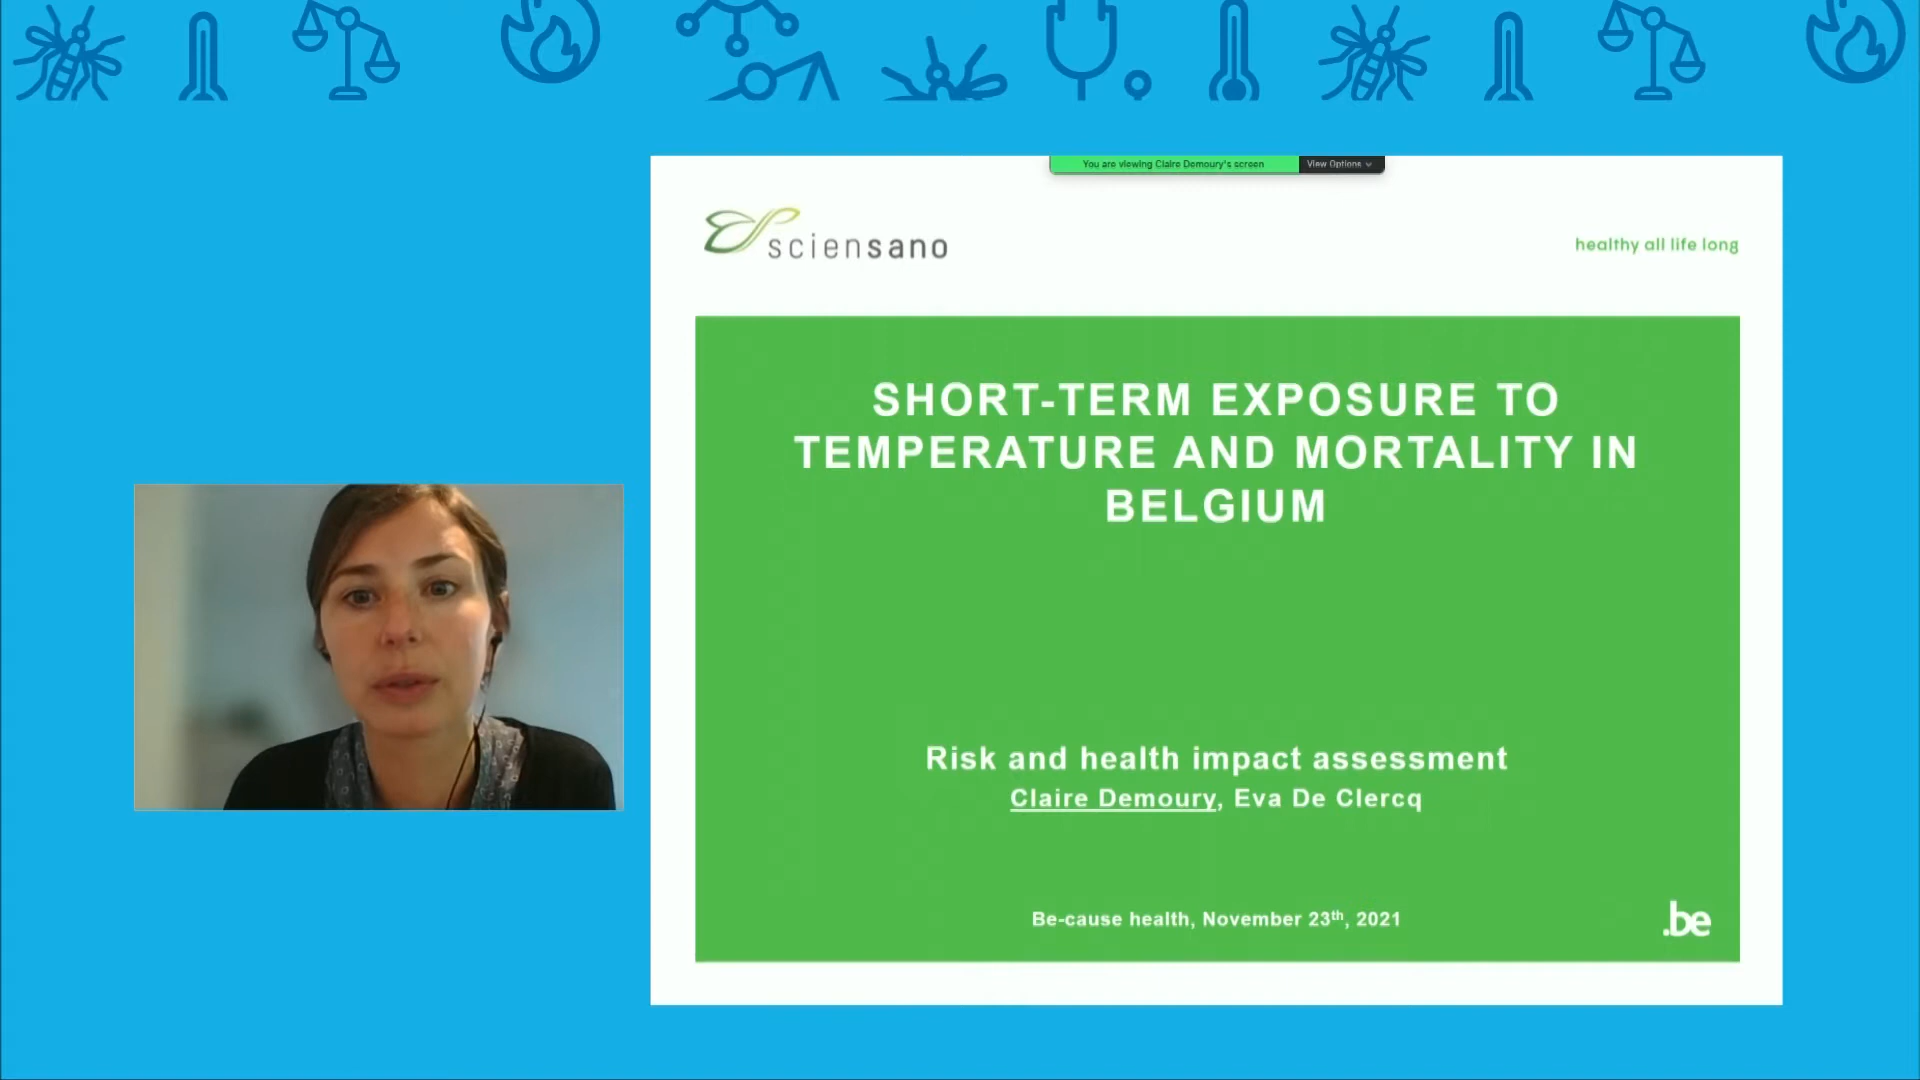 You are viewing Claire Demoury's screen View Options
sciensano
healthy all life long
SHORT-TERM EXPOSURE TO
TEMPERATURE AND MORTALITY IN
BELGIUM
Risk and health impact assessment
Claire Demoury, Eva De Clercq
Be-cause health, November 23th, 2021
.be